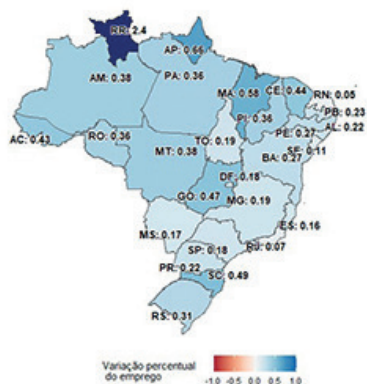 RR: 2.4
AP: 0.66
AM: 0.38
PA: 0.36
MA: 0.58
CE: 0.44
RN: 0.05
PB: 0.23
PI: 0.36
PE: 0.27
AL: 0.22
AC: 0.43
RO: 0.36
TO: 0.19
SE: 0.11
MT: 0.38
BA: 0.27
DF: 0.18
GO: 0.47
MG: 0.19
ES: 0.16
MS: 0.17
SP: 0.18
RJ: 0.07
PR: 0.22
SC: 0.49
RS: 0.31
Variação percentual
do emprego
-1.0 -0.5 0.0 0.5 1.0